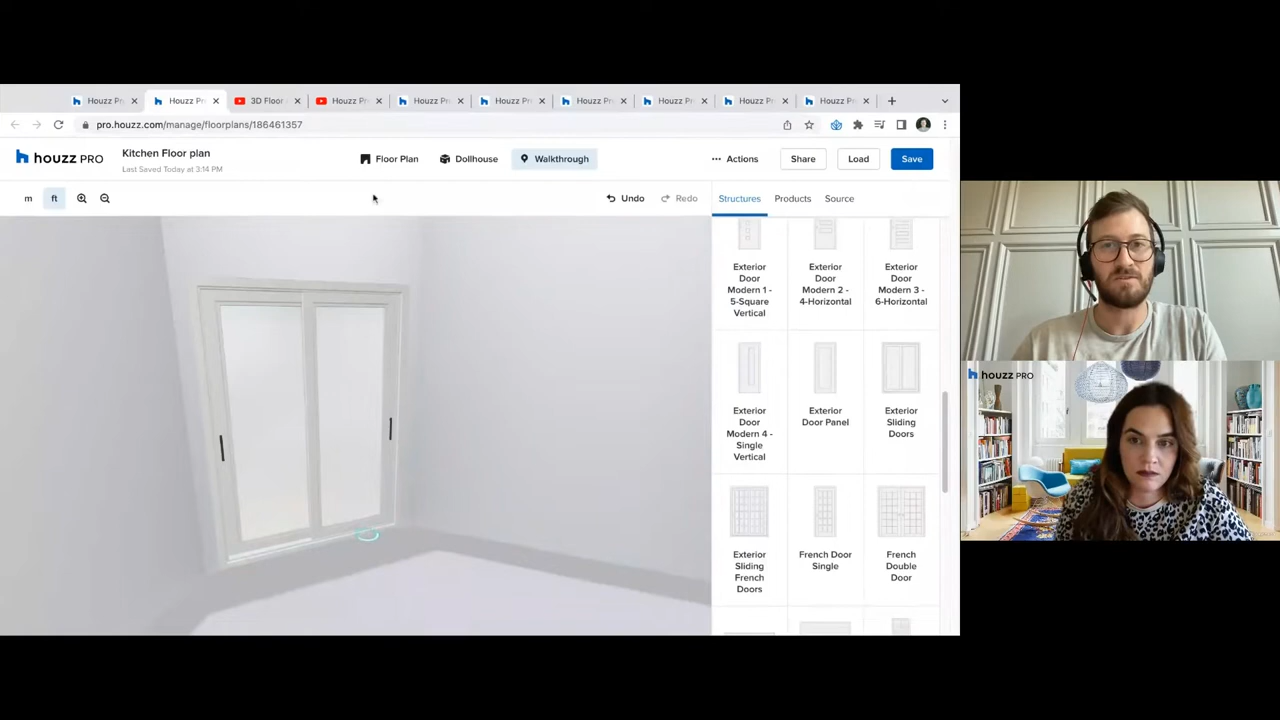 Houzz Pr
Houzz Pr
3D Floor
Houzz Pr
Houzz Pr
Houzz Pr
Houzz Pr
Houzz Pr
Houzz Pr
Houzz Pr
pro.houzz.com/manage/floorplans/186461357
houzz PRO
Kitchen Floor plan
Last Saved Today at 3:14 PM
Floor Plan
Dollhouse
Walkthrough
Actions
Share
Load
Save
m
ft
Undo
Redo
Structures
Products
Source
Exterior
Door
Modern 1 -
5-Square
Vertical
Exterior
Door
Modern 2 -
4-Horizontal
Exterior
Door
Modern 3 -
6-Horizontal
Exterior
Door
Modern 4 -
Single
Vertical
Exterior
Door Panel
Exterior
Sliding
Doors
Exterior
Sliding
French
Doors
French Door
Single
French
Double
Door
houzz PRO